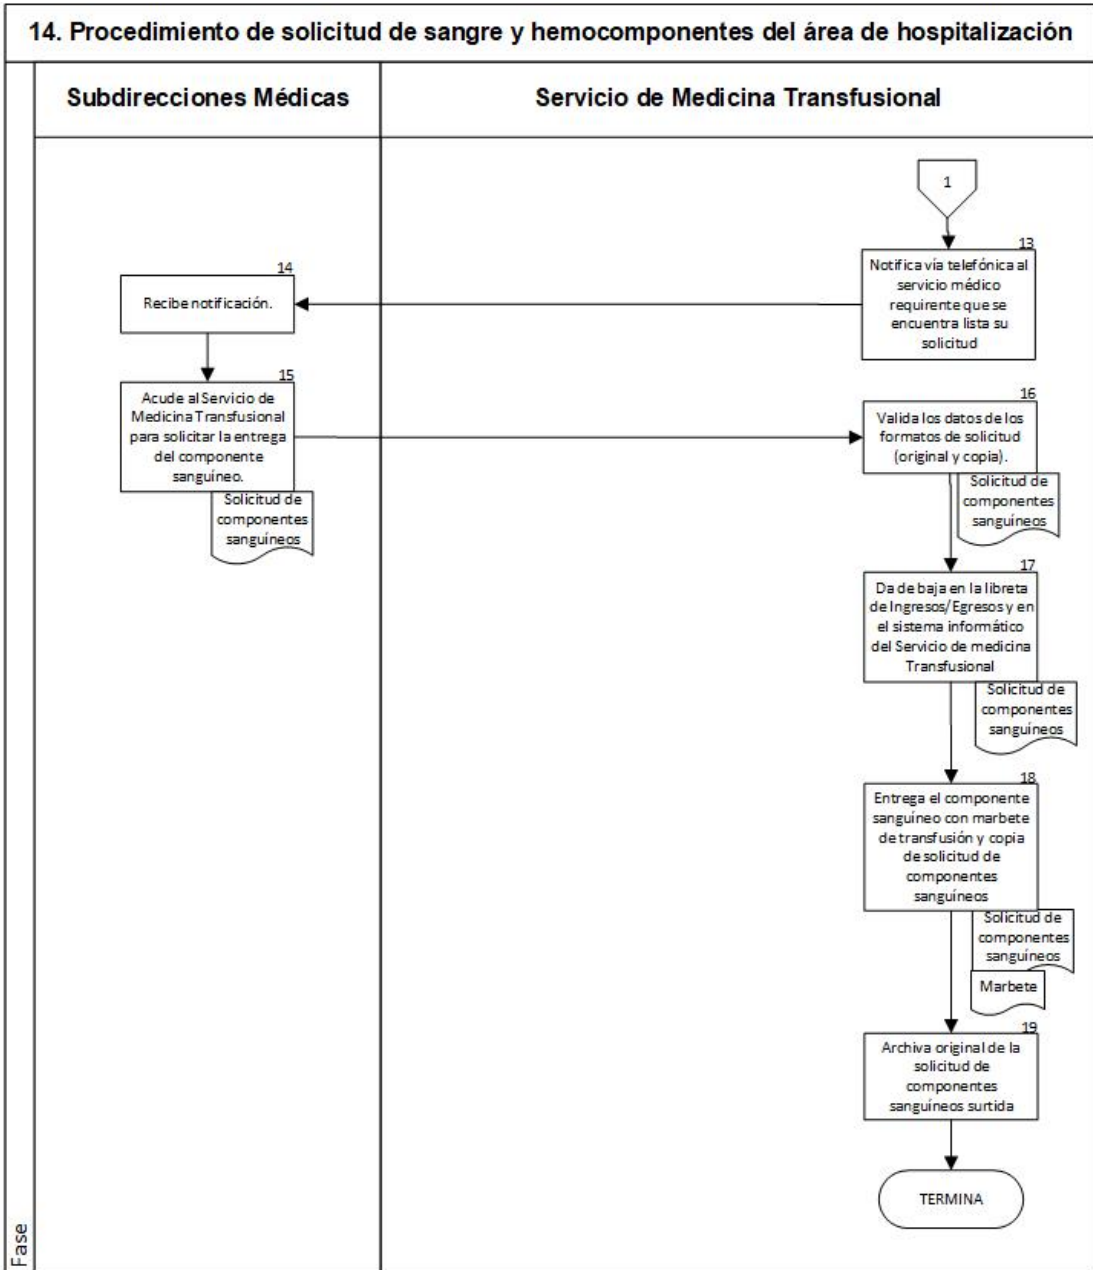 14. Procedimiento de solicitud de sangre y hemocomponentes del área de hospitalización
Subdirecciones Médicas
Servicio de Medicina Transfusional
1
13
Notifica vía telefónica al
servicio médico
requirente que se
encuentra lista su
solicitud
14
Recibe notificación.
15
Acude al Servicio de
Medicina Transfusional
para solicitar la entrega
del componente
sanguíneo.
Solicitud de
componentes
sanguíneos
16
Valida los datos de los
formatos de solicitud
(original y copia).
Solicitud de
componentes
sanguíneos
17
Da de baja en la libreta
de Ingresos/Egresos y en
el sistema informático
del Servicio de medicina
Transfusional
Solicitud de
componentes
sanguíneos
18
Entrega el componente
sanguíneo con marbete
de transfusión y copia
de solicitud de
componentes
sanguíneos
Solicitud de
componentes
sanguíneos
Marbete
19
Archiva original de la
solicitud de
componentes
sanguíneos surtida
TERMINA
Fase